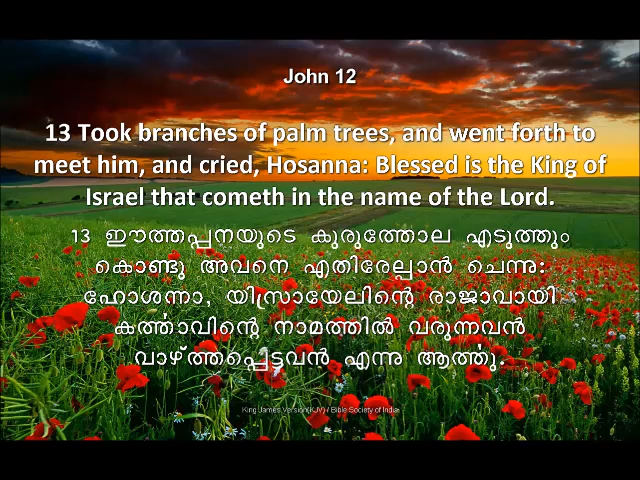 John 12
13 Took branches of palm trees, and went forth to
meet him, and cried, Hosanna: Blessed is the King of
Israel that cometh in the name of the Lord.
13 ഈത്തപ്പനയുടെ കുരുത്തോല എടുത്തും
കൊണ്ടു അവനെ എതിരേല്പാൻ ചെന്നു:
ഹോശന്നാ, യിസ്രായേലിന്റെ രാജാവായി
കർത്താവിന്റെ നാമത്തിൽ വരുന്നവൻ
വാഴ്ത്തപ്പെട്ടവൻ എന്നു ആർത്തു.
King James Version(KJV) / Bible Society of India